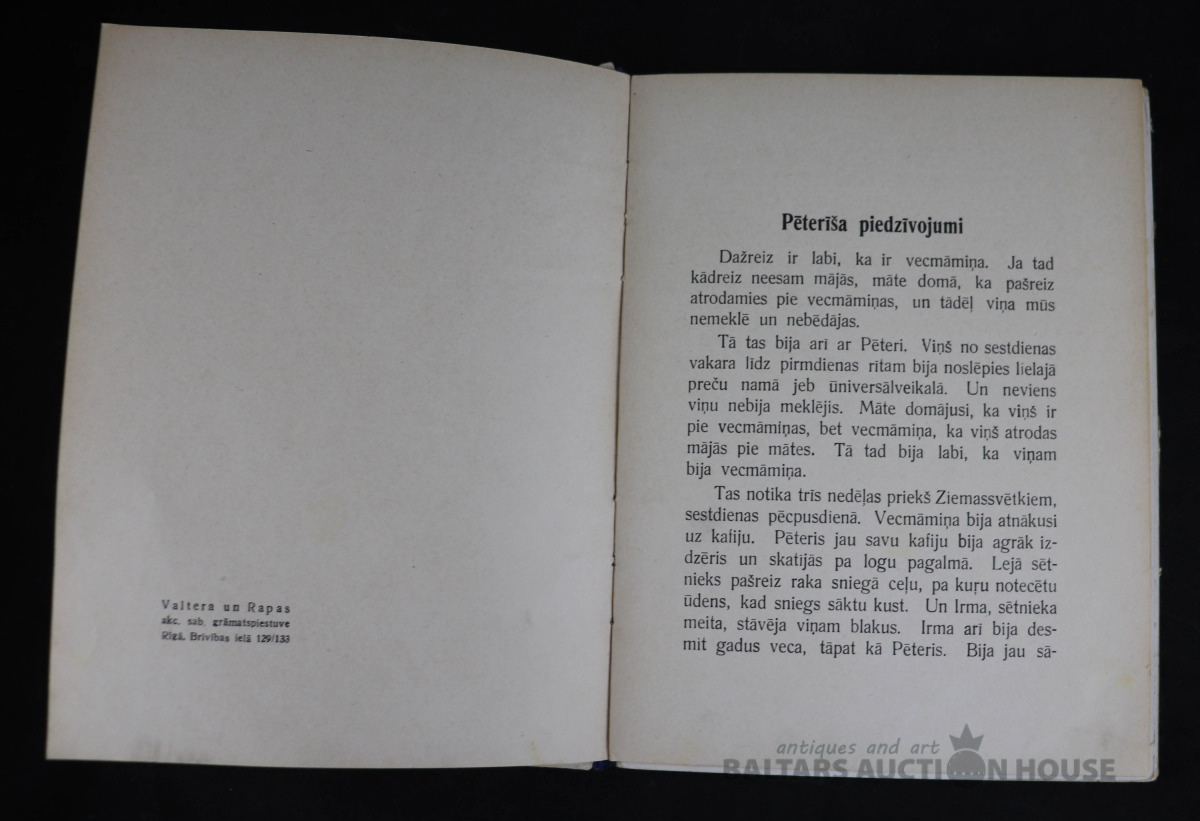 Valtera un Rapas
akc. sab. grāmatspiestuve
Rīgā, Brīvības ielā 129/133
Pēterīša piedzīvojumi
Dažreiz ir labi, ka ir vecmāmiņa. Ja tad
kādreiz neesam mājās, māte domā, ka pašreiz
atrodamies pie vecmāmiņas, un tādēļ viņa mūs
nemeklē un nebēdājas.
Tā tas bija arī ar Pēteri. Viņš no sestdienas
vakara līdz pirmdienas rītam bija noslēpies lielajā
preču namā jeb ūniversālveikalā. Un neviens
viņu nebija meklējis. Māte domājusi, ka viņš ir
pie vecmāmiņas, bet vecmāmiņa, ka viņš atrodas
mājās pie mātes. Tā tad bija labi, ka viņam
bija vecmāmiņa.
Tas notika trīs nedēļas priekš Ziemassvētkiem,
sestdienas pēcpusdienā. Vecmāmiņa bija atnākusi
uz kafiju. Pēteris jau savu kafiju bija agrāk iz-
dzēris un skatījās pa logu pagalmā. Lejā sēt-
nieks pašreiz raka sniegā ceļu, pa kuŗu notecētu
ūdens, kad sniegs sāktu kust. Un Irma, sētnieka
meita, stāvēja viņam blakus. Irma arī bija des-
mit gadus veca, tāpat kā Pēteris. Bija jau sā-
antiques and art
BALTARS AUCTION HOUSE